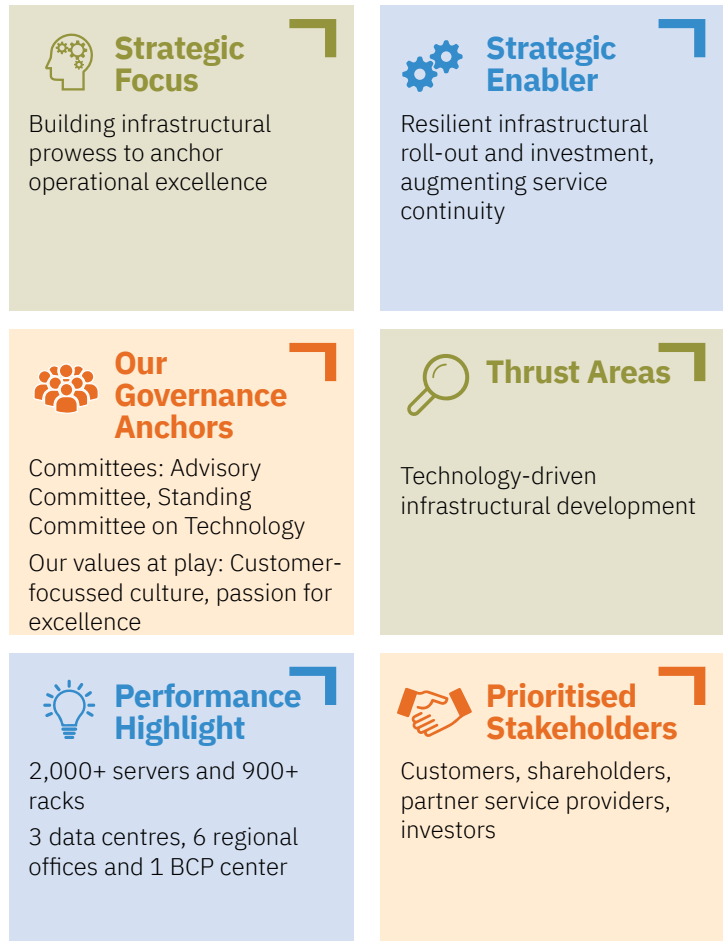 Strategic
Focus
Building infrastructural
prowess to anchor
operational excellence
Strategic
Enabler
Resilient infrastructural
roll-out and investment,
augmenting service
continuity
Our
Governance
Anchors
Committees: Advisory
Committee, Standing
Committee on Technology
Our values at play: Customer-
focussed culture, passion for
excellence
Thrust Areas
Technology-driven
infrastructural development
Performance
Highlight
2,000+ servers and 900+
racks
3 data centres, 6 regional
offices and 1 BCP center
Prioritised
Stakeholders
Customers, shareholders,
partner service providers,
investors